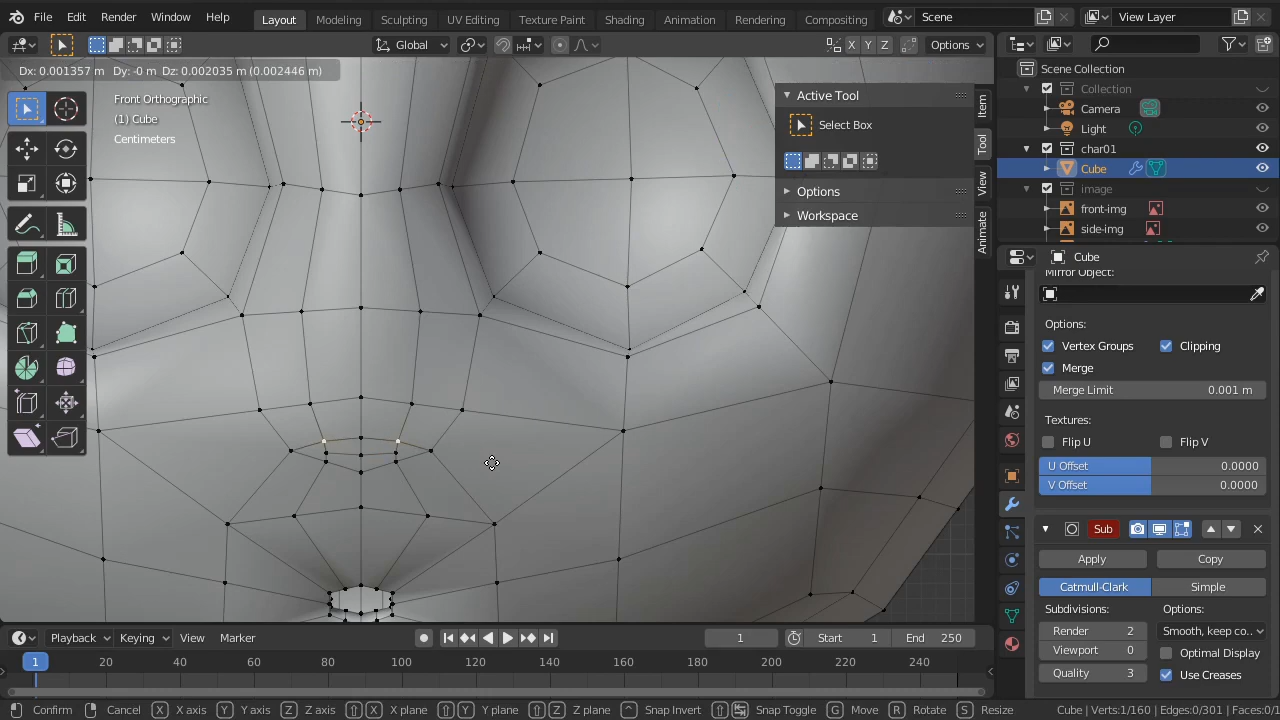 File Edit Render Window Help Layout Modeling Sculpting UV Editing Texture Paint Shading Animation Rendering Compositing Scene View Layer
Global X Y Z Options
Dx: 0.001357 m Dy: -0 m Dz: 0.002035 m (0.002446 m)
Front Orthographic
(1) Cube
Centimeters
Active Tool
Select Box
Options
Workspace
Item
Tool
View
Animate
Scene Collection
Collection
Camera
Light
char01
Cube
image
front-img
side-img
Cube
Mirror Object:
Options:
Vertex Groups Clipping
Merge
Merge Limit 0.001 m
Textures:
Flip U Flip V
U Offset 0.0000
V Offset 0.0000
Sub
Apply Copy
Catmull-Clark Simple
Subdivisions: Options:
Render 2 Smooth, keep co..
Viewport 0 Optimal Display
Quality 3 Use Creases
Playback Keying View Marker 1 Start 1 End 250
1 20 40 60 80 100 120 140 160 180 200 220 240
Confirm Cancel X X axis Y Y axis Z Z axis X X plane Y Y plane Z Z plane ^ Snap Invert Snap Toggle G Move R Rotate S Resize Cube | Verts:1/160 | Edges:0/301 | Faces:0/1